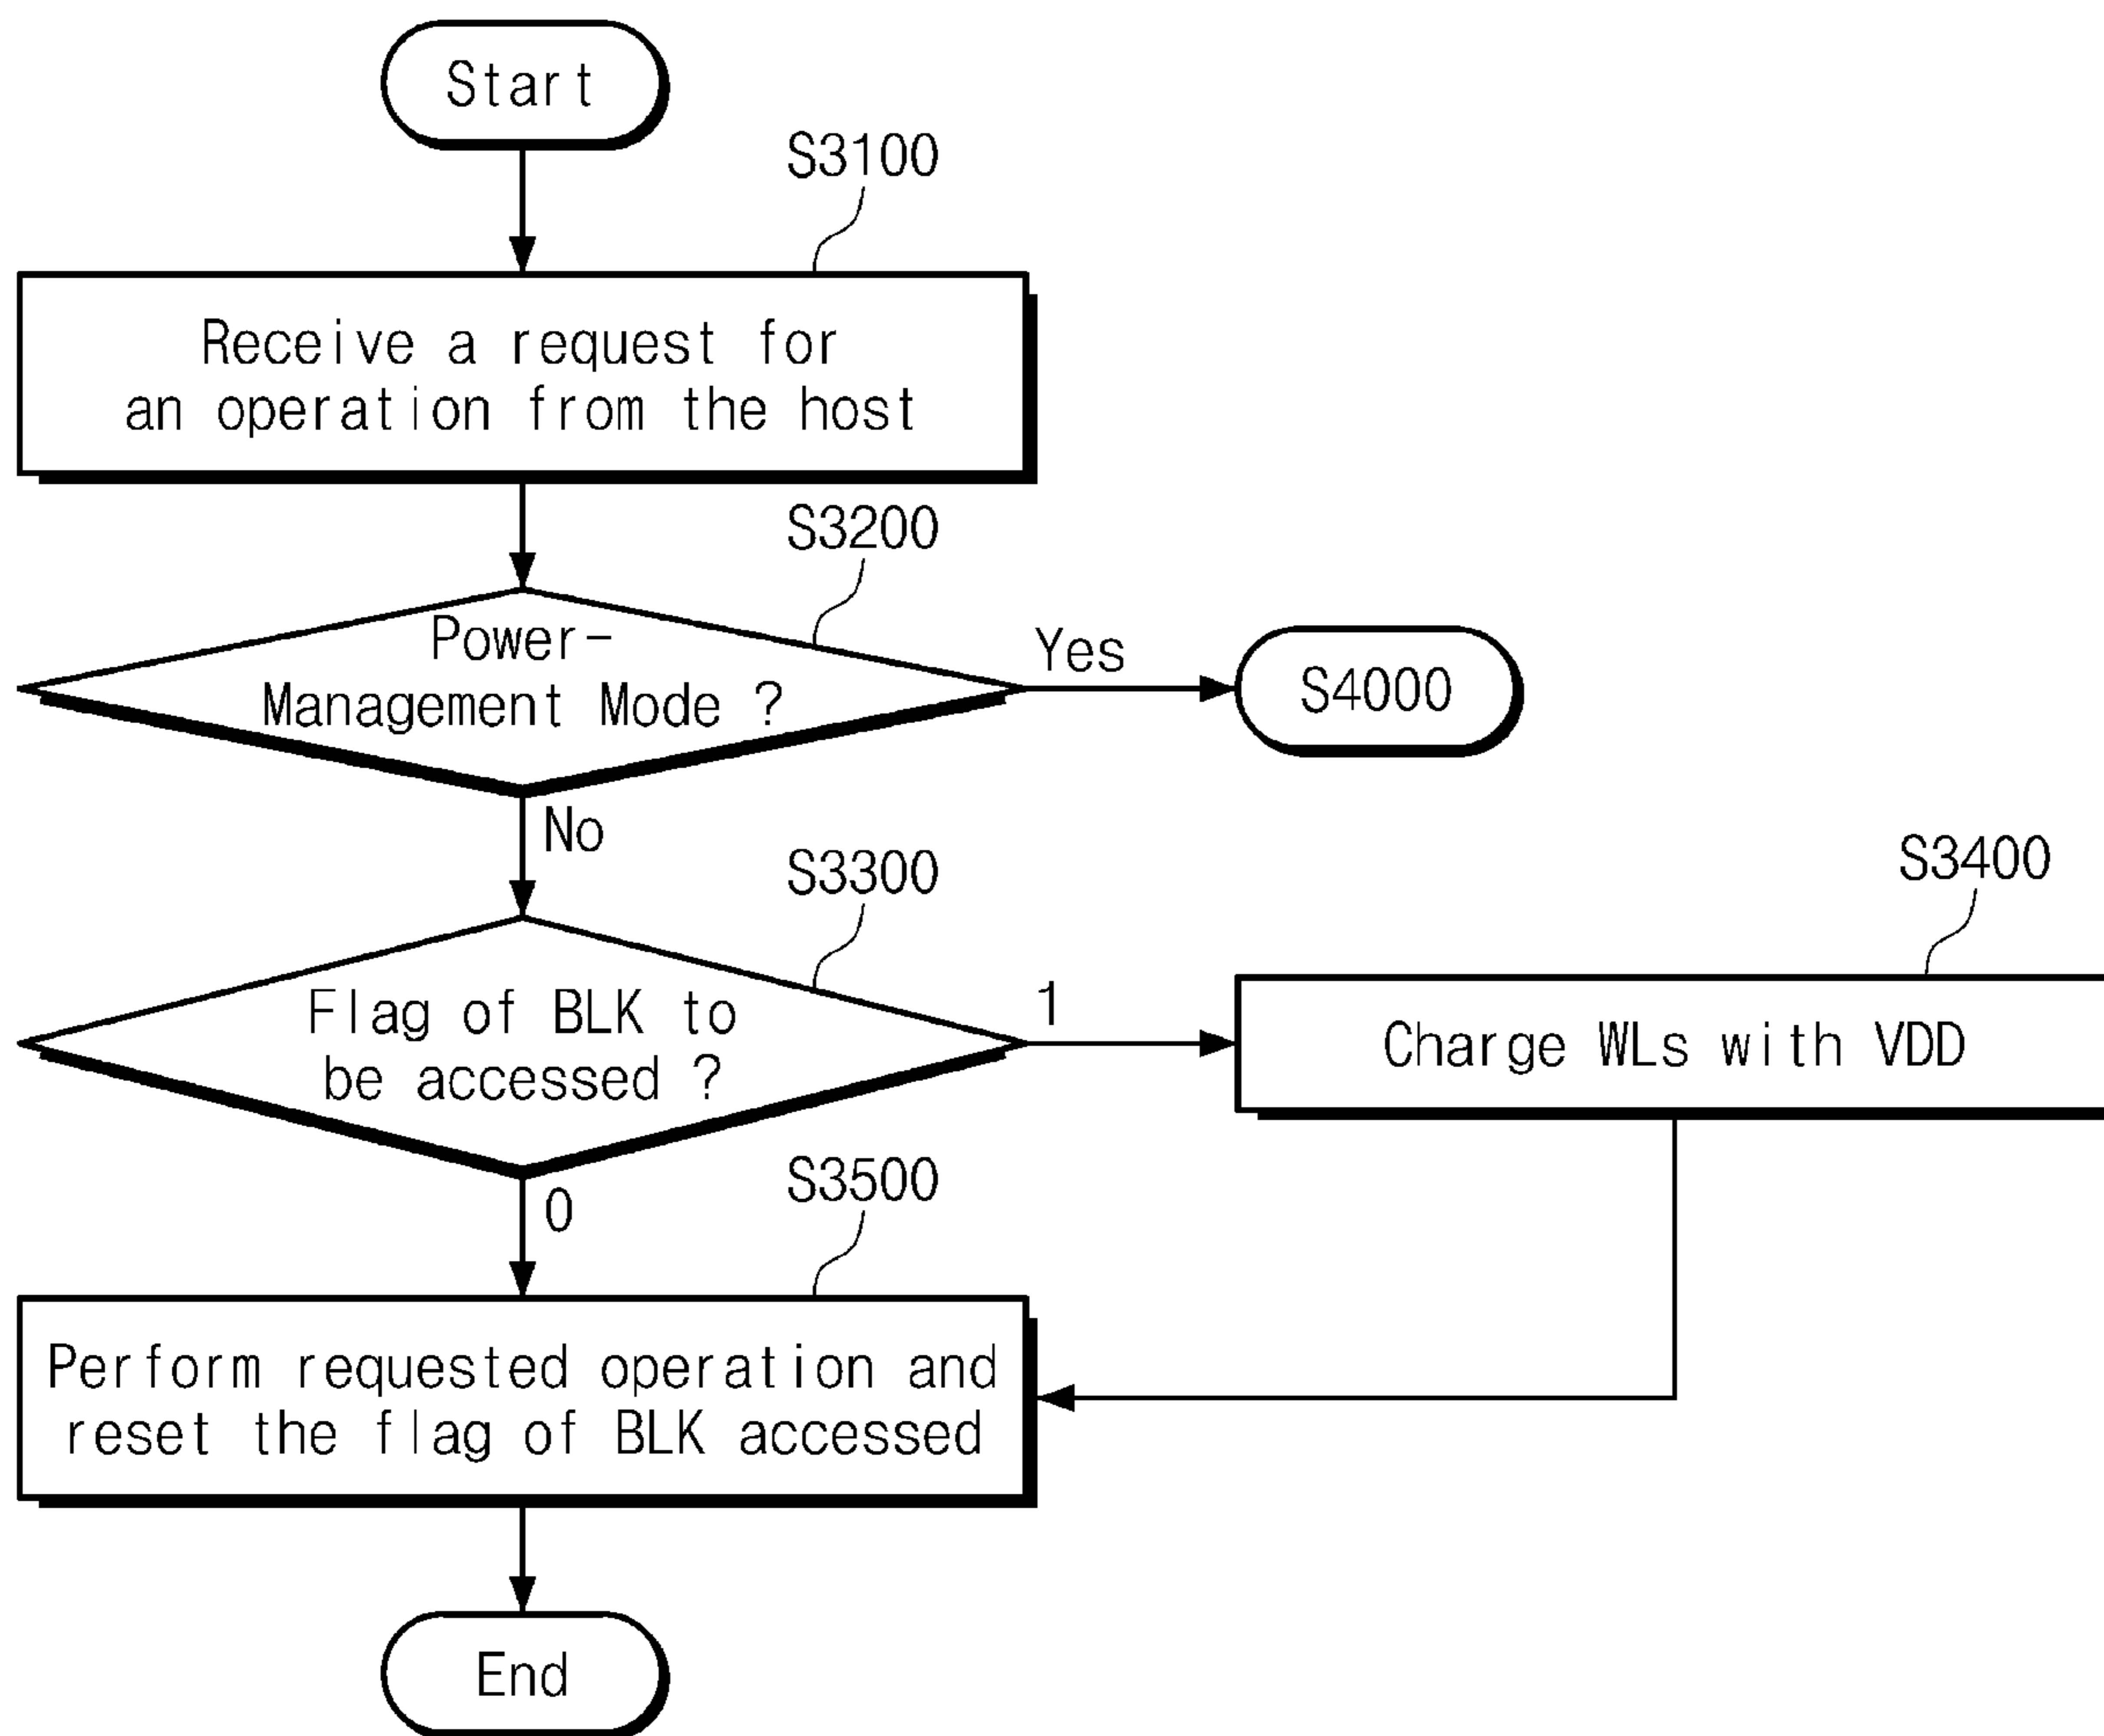 Start
S3100
Receive a request for
an operation from the host
S3200
Power-
Management Mode ?
Yes
S4000
No
S3300
Flag of BLK to
be accessed ?
1
S3400
Charge WLs with VDD
0
S3500
Perform requested operation and
reset the flag of BLK accessed
End